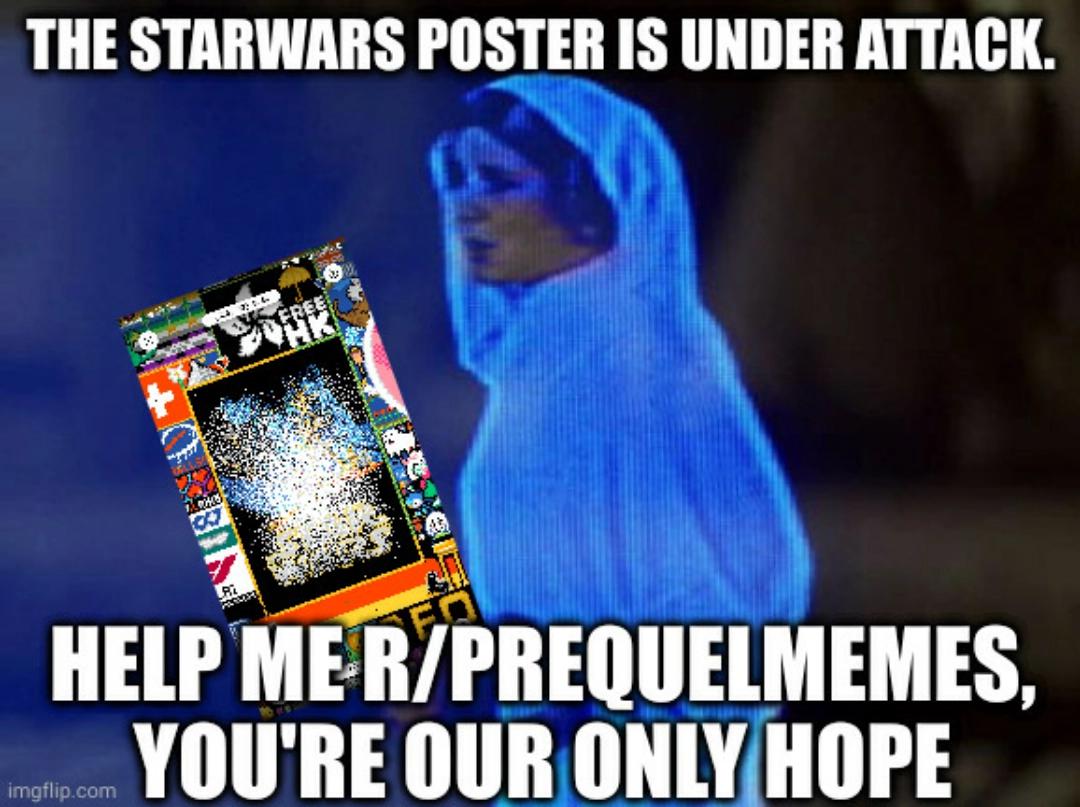 THE STARWARS POSTER IS UNDER ATTACK.
FREE
HK
HELP ME R/PREQUELMEMES,
YOU'RE OUR ONLY HOPE
imgflip.com